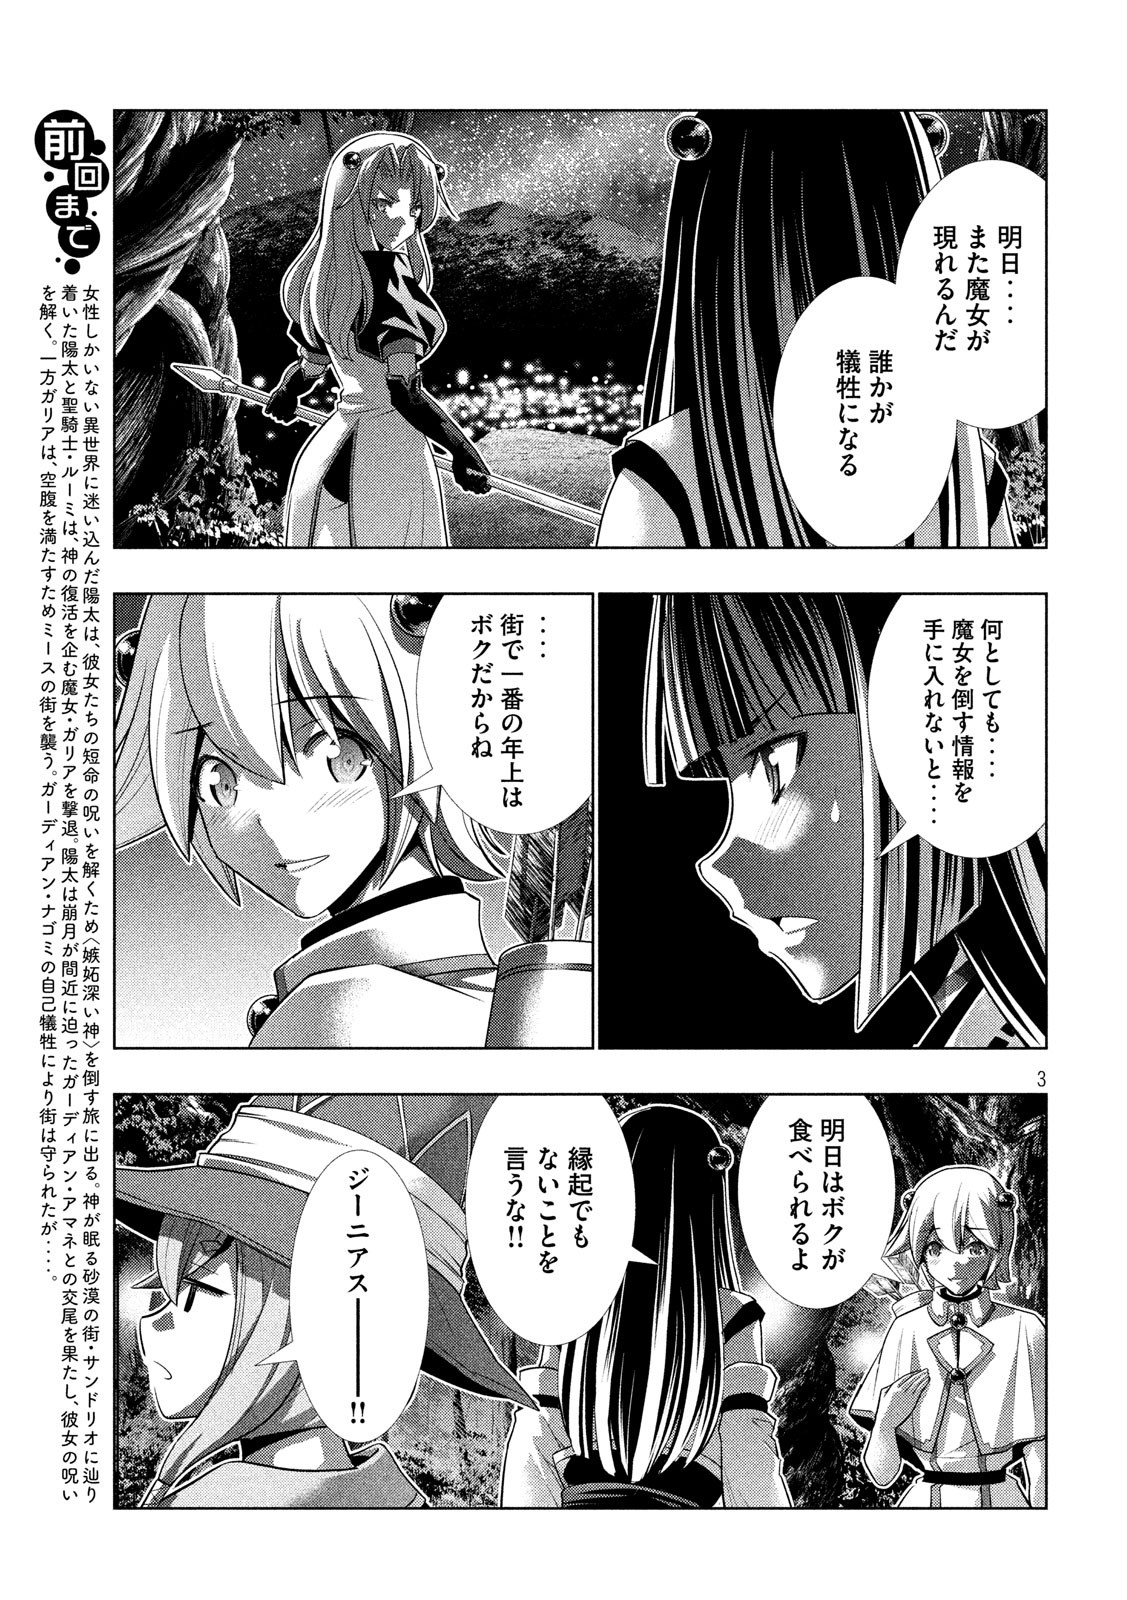 明日‥‥
また魔女が
現れるんだ
誰かが
犠牲になる
何としても‥‥
魔女を倒す情報を
手に入れないと‥‥
‥‥
街で一番の年上は
ボクだからね
3
明日はボクが
食べられるよ
縁起でも
ないことを
言うな!!
ジーニアス――!!
前回まで
女性しかいない異世界に迷い込んだ陽太は、彼女たちの短命の呪いを解くため〈嫉妬深い神〉を倒す旅に出る。神が眠る砂漠の街・サンドリオに辿り
着いた陽太と聖騎士・ルーミは、神の復活を企む魔女・ガリアを撃退。陽太は崩月が間近に迫ったガーディアン・アマネとの交尾を果たし、彼女の呪い
を解く。一方ガリアは、空腹を満たすためミースの街を襲う。ガーディアン・ナゴミの自己犠牲により街は守られたが‥‥。